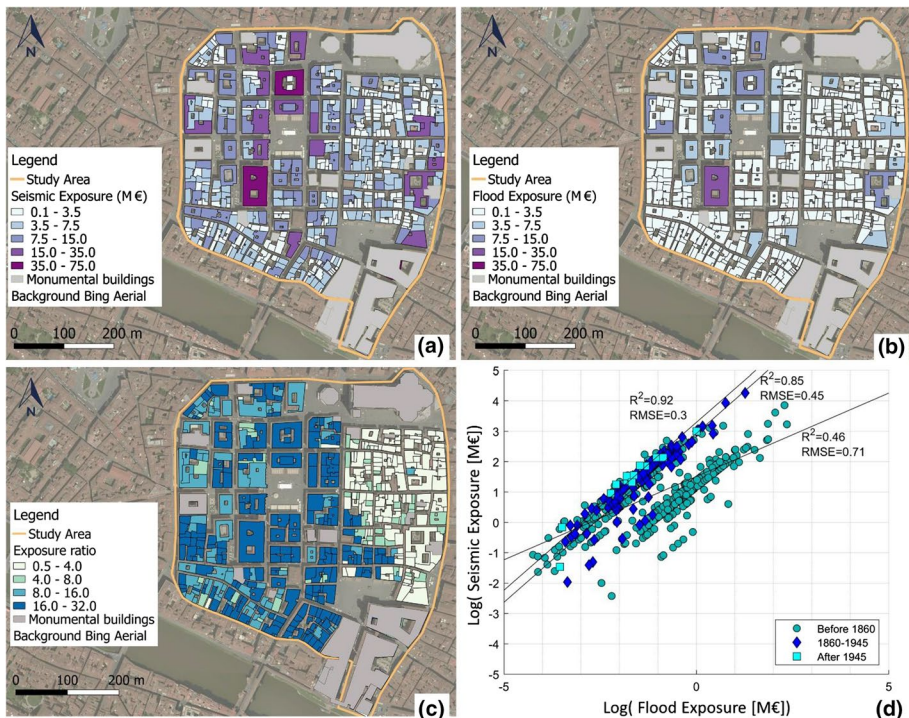 N
Legend
Study Area
Seismic Exposure (M €)
0.1 - 3.5
3.5 - 7.5
7.5 - 15.0
15.0 - 35.0
35.0 - 75.0
Monumental buildings
Background Bing Aerial
0 100 200 m
(a)
N
Legend
Study Area
Flood Exposure (M €)
0.1 - 3.5
3.5 - 7.5
7.5 - 15.0
15.0 - 35.0
35.0 - 75.0
Monumental buildings
Background Bing Aerial
0 100 200 m
(b)
N
Legend
Study Area
Exposure ratio
0.5 - 4.0
4.0 - 8.0
8.0 - 16.0
16.0 - 32.0
Monumental buildings
Background Bing Aerial
0 100 200 m
(c)
Log( Seismic Exposure [M€])
5
4
3
2
1
0
-1
-2
-3
-4
-5
R²=0.92
RMSE=0.3
R²=0.85
RMSE=0.45
R²=0.46
RMSE=0.71
Before 1860
1860-1945
After 1945
-5 0 5
Log( Flood Exposure [M€])
(d)